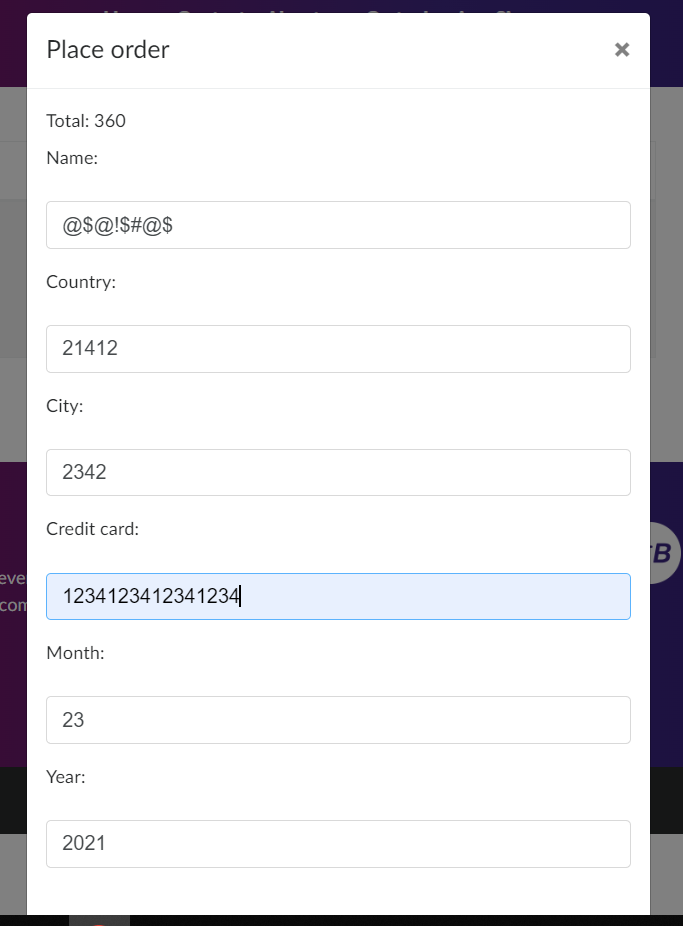 Place order
×
Total: 360
Name:
@$@!$#@$
Country:
21412
City:
2342
Credit card:
1234123412341234
Month:
23
Year:
2021
B